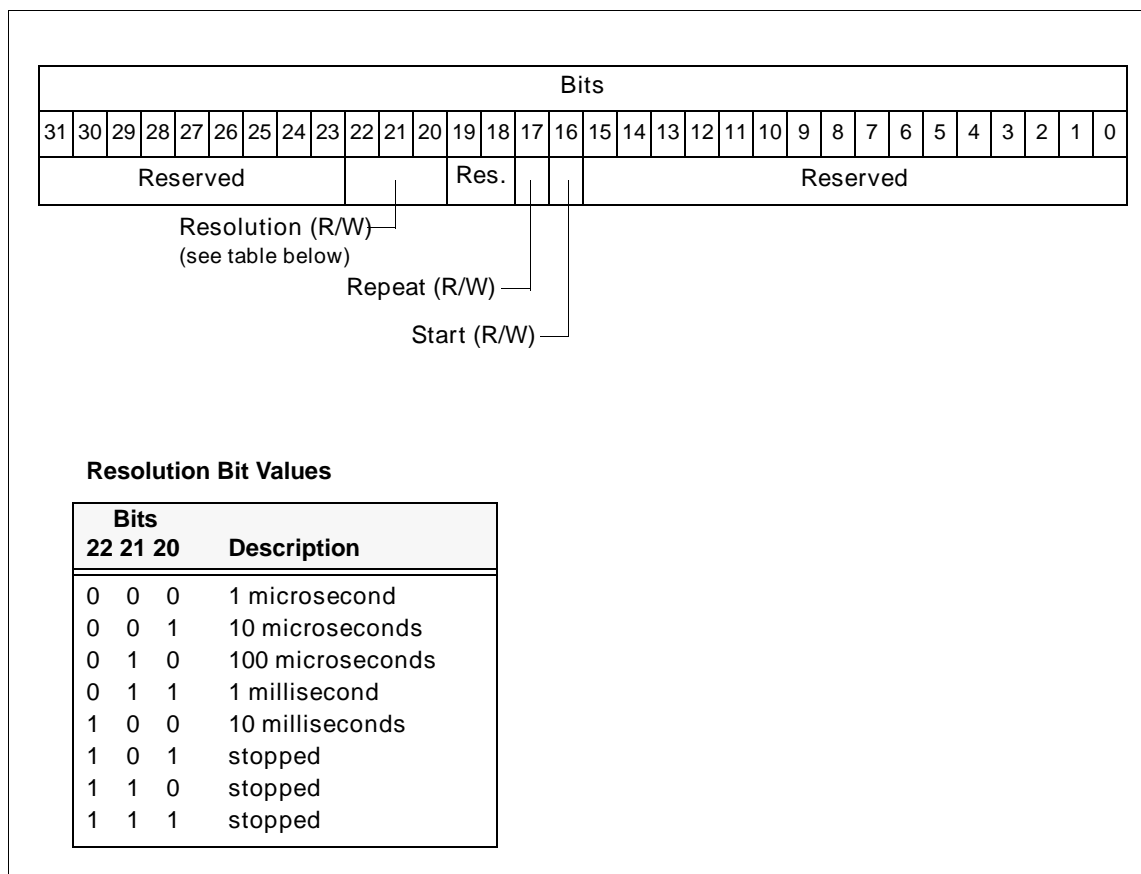 Bits
31 30 29 28 27 26 25 24 23 22 21 20 19 18 17 16 15 14 13 12 11 10 9 8 7 6 5 4 3 2 1 0
Reserved Res. Reserved
Resolution (R/W)
(see table below)
Repeat (R/W)
Start (R/W)
Resolution Bit Values
Bits
22 21 20 Description
0 0 0 1 microsecond
0 0 1 10 microseconds
0 1 0 100 microseconds
0 1 1 1 millisecond
1 0 0 10 milliseconds
1 0 1 stopped
1 1 0 stopped
1 1 1 stopped